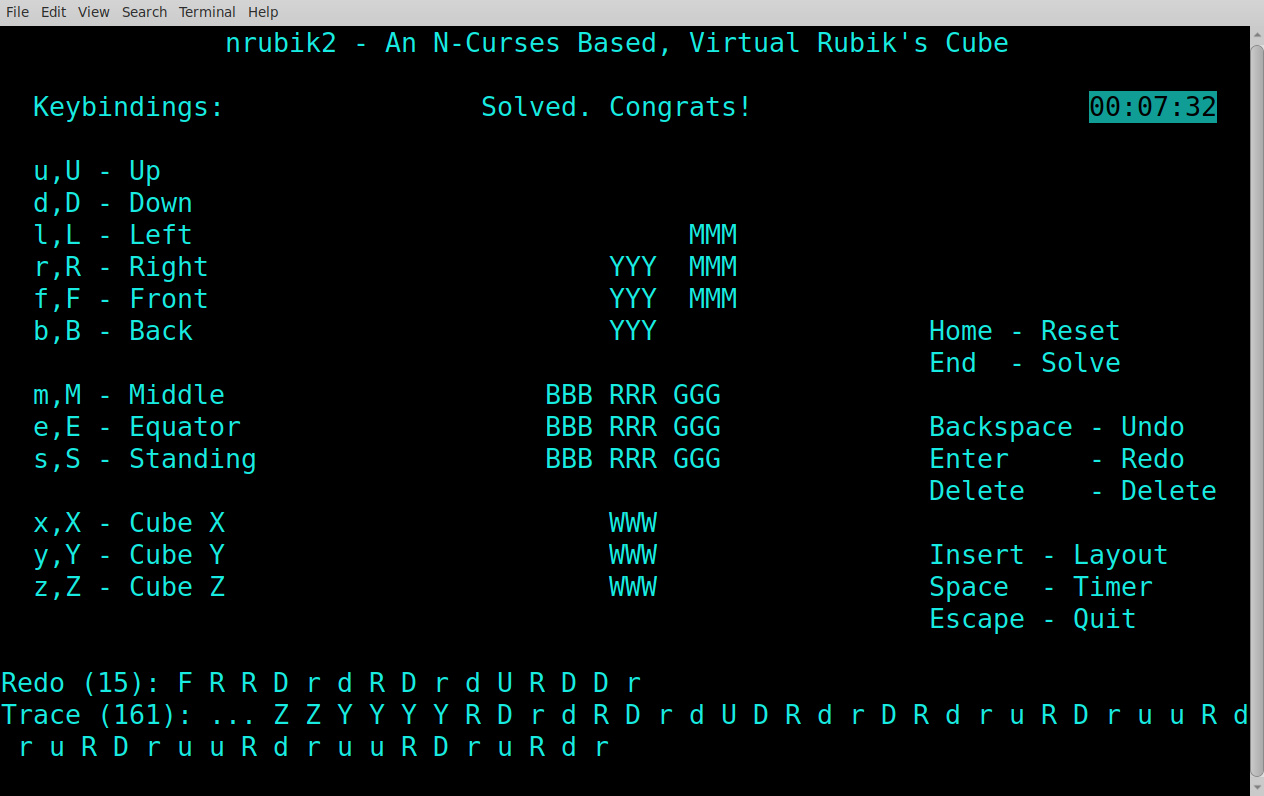 File Edit View Search Terminal Help
nrubik2 - An N-Curses Based, Virtual Rubik's Cube
Keybindings: Solved. Congrats! 00:07:32
u,U - Up
d,D - Down
l,L - Left MMM
r,R - Right YYY MMM
f,F - Front YYY MMM
b,B - Back YYY Home - Reset
End - Solve
m,M - Middle BBB RRR GGG
e,E - Equator BBB RRR GGG Backspace - Undo
s,S - Standing BBB RRR GGG Enter - Redo
Delete - Delete
x,X - Cube X WWW
y,Y - Cube Y WWW Insert - Layout
z,Z - Cube Z WWW Space - Timer
Escape - Quit
Redo (15): F R R D r d R D r d U R D D r
Trace (161): ... Z Z Y Y Y Y R D r d R D r d U D R d r D R d r u R D r u u R d
r u R D r u u R d r u u R D r u R d r